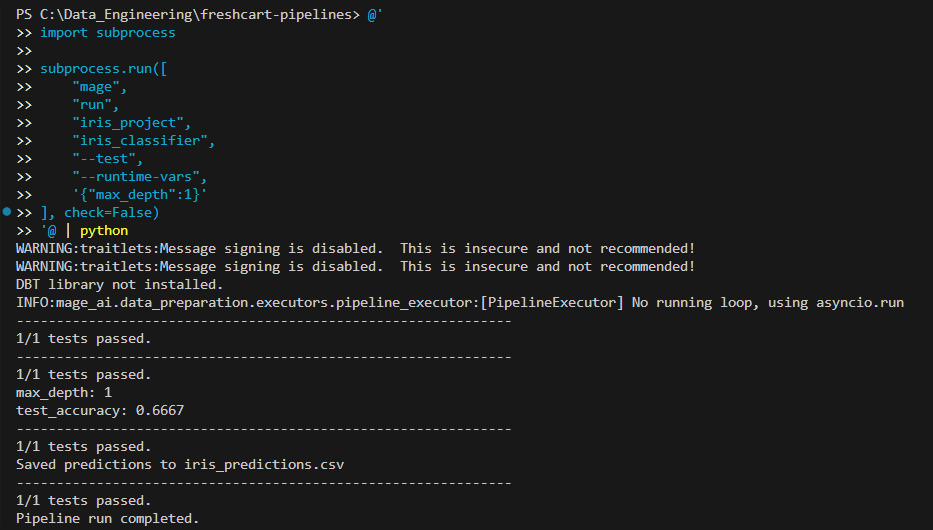 PS C:\Data_Engineering\freshcart-pipelines> @'
>> import subprocess
>>
>> subprocess.run([
>>     "mage",
>>     "run",
>>     "iris_project",
>>     "iris_classifier",
>>     "--test",
>>     "--runtime-vars",
>>     '{"max_depth":1}'
>> ], check=False)
>> '@ | python
WARNING:traitlets:Message signing is disabled.  This is insecure and not recommended!
WARNING:traitlets:Message signing is disabled.  This is insecure and not recommended!
DBT library not installed.
INFO:mage_ai.data_preparation.executors.pipeline_executor:[PipelineExecutor] No running loop, using asyncio.run
--------------------------------------------------------------
1/1 tests passed.
--------------------------------------------------------------
1/1 tests passed.
max_depth: 1
test_accuracy: 0.6667
--------------------------------------------------------------
1/1 tests passed.
Saved predictions to iris_predictions.csv
--------------------------------------------------------------
1/1 tests passed.
Pipeline run completed.